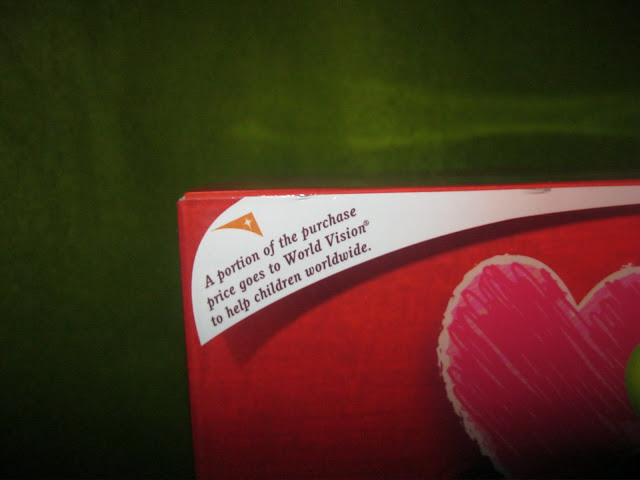 A portion of the purchase
price goes to World Vision®
to help children worldwide.